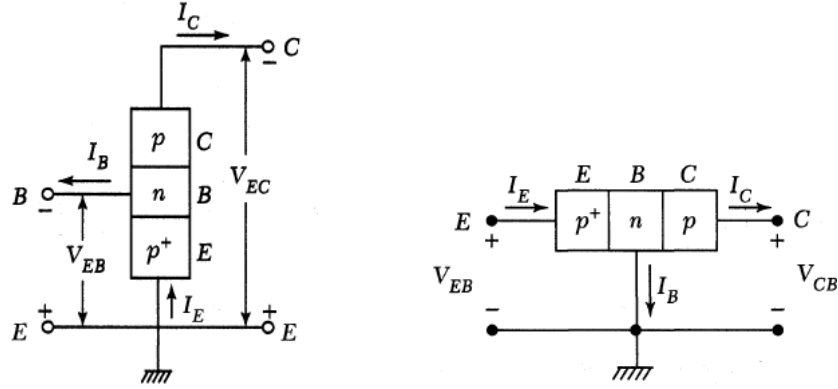 I_C
C
−
p C
I_B
B
−
n B
V_EC
V_EB
p⁺ E
I_E
+ +
E E
E B C
I_E
I_C
E p⁺ n p C
+ +
V_EB I_B V_CB
− −